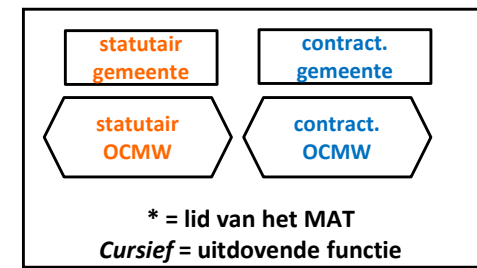 statutair contract.
gemeente gemeente
statutair contract.
OCMW OCMW
* = lid van het MAT
Cursief = uitdovende functie